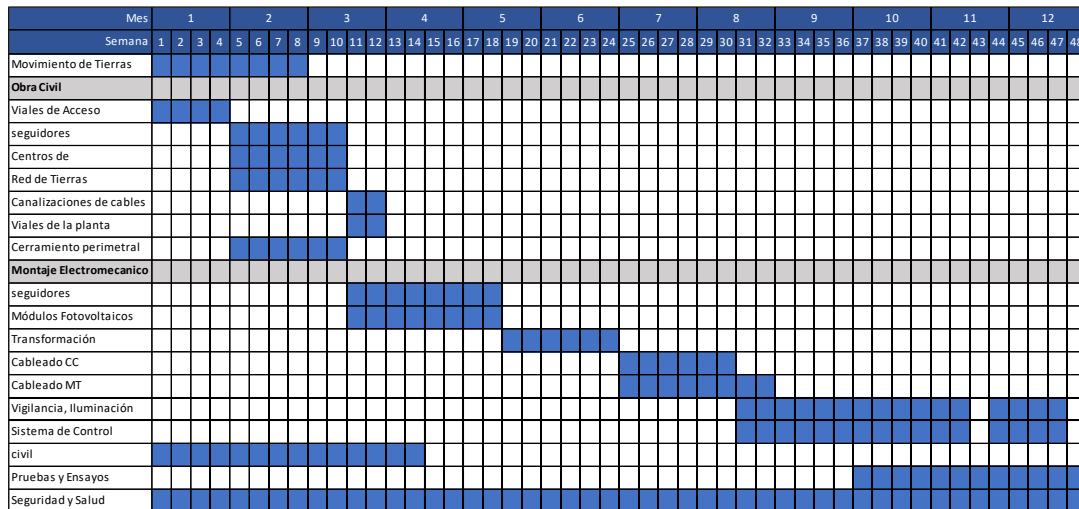 Mes 1 2 3 4 5 6 7 8 9 10 11 12
Semana 1 2 3 4 5 6 7 8 9 10 11 12 13 14 15 16 17 18 19 20 21 22 23 24 25 26 27 28 29 30 31 32 33 34 35 36 37 38 39 40 41 42 43 44 45 46 47 48
Movimiento de Tierras
Obra Civil
Viales de Acceso
seguidores
Centros de
Red de Tierras
Canalizaciones de cables
Viales de la planta
Cerramiento perimetral
Montaje Electromecanico
seguidores
Módulos Fotovoltaicos
Transformación
Cableado CC
Cableado MT
Vigilancia, Iluminación
Sistema de Control
civil
Pruebas y Ensayos
Seguridad y Salud